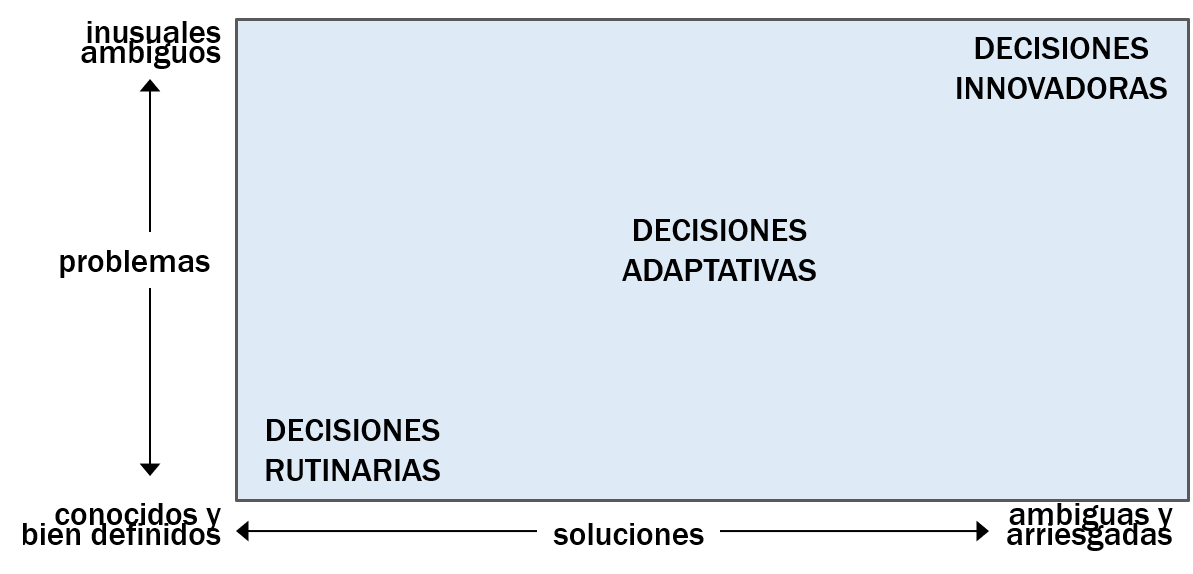 inusuales
ambiguos
DECISIONES
INNOVADORAS
problemas
DECISIONES
ADAPTATIVAS
DECISIONES
RUTINARIAS
conocidos y
bien definidos
soluciones
ambiguas y
arriesgadas